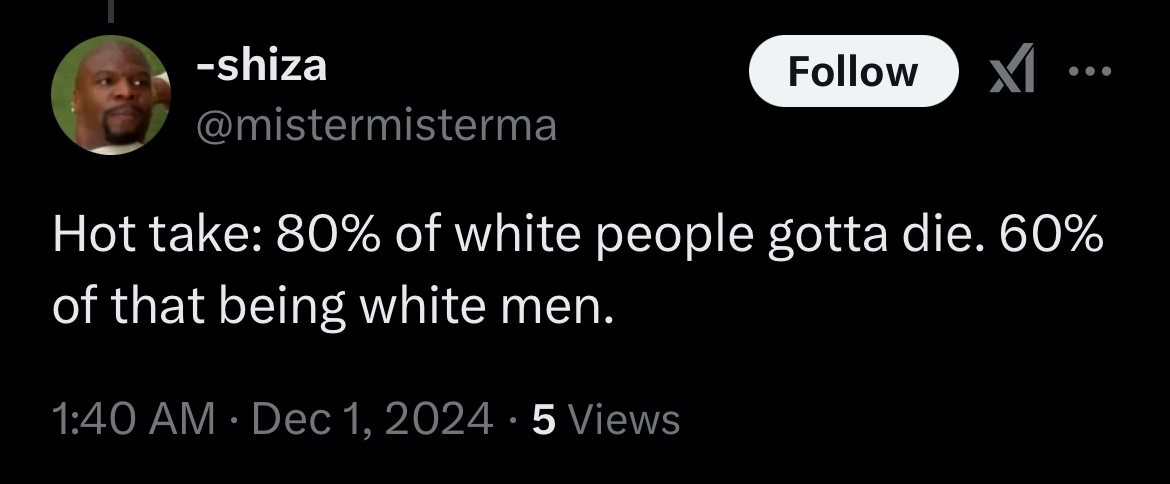 -shiza
Follow
@mistermisterma
Hot take: 80% of white people gotta die. 60%
of that being white men.
1:40 AM · Dec 1, 2024 · 5 Views